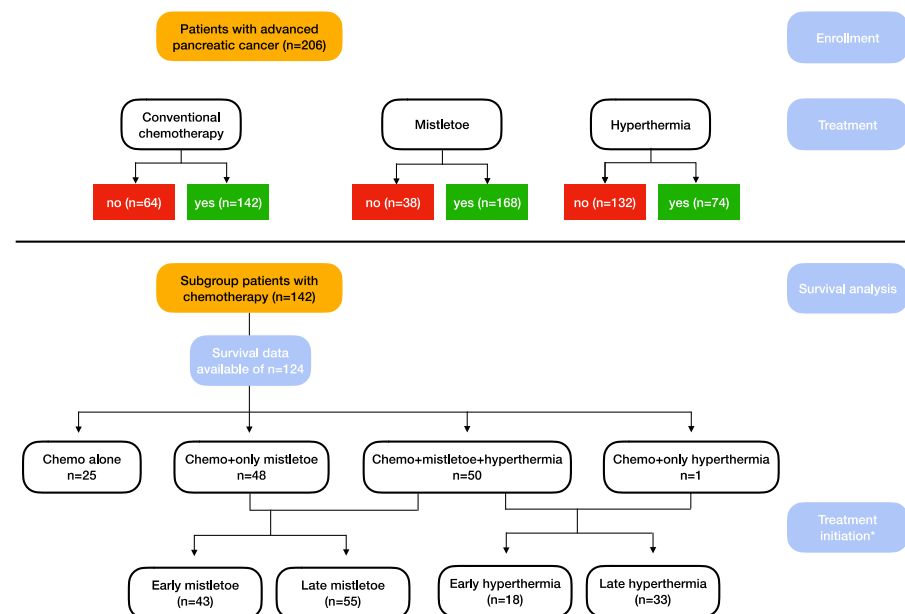 Patients with advanced
pancreatic cancer (n=206)
Enrollment
Conventional
chemotherapy
Mistletoe
Hyperthermia
Treatment
no (n=64)
yes (n=142)
no (n=38)
yes (n=168)
no (n=132)
yes (n=74)
Subgroup patients with
chemotherapy (n=142)
Survival analysis
Survival data
available of n=124
Chemo alone
n=25
Chemo+only mistletoe
n=48
Chemo+mistletoe+hyperthermia
n=50
Chemo+only hyperthermia
n=1
Treatment
initiation*
Early mistletoe
(n=43)
Late mistletoe
(n=55)
Early hyperthermia
(n=18)
Late hyperthermia
(n=33)